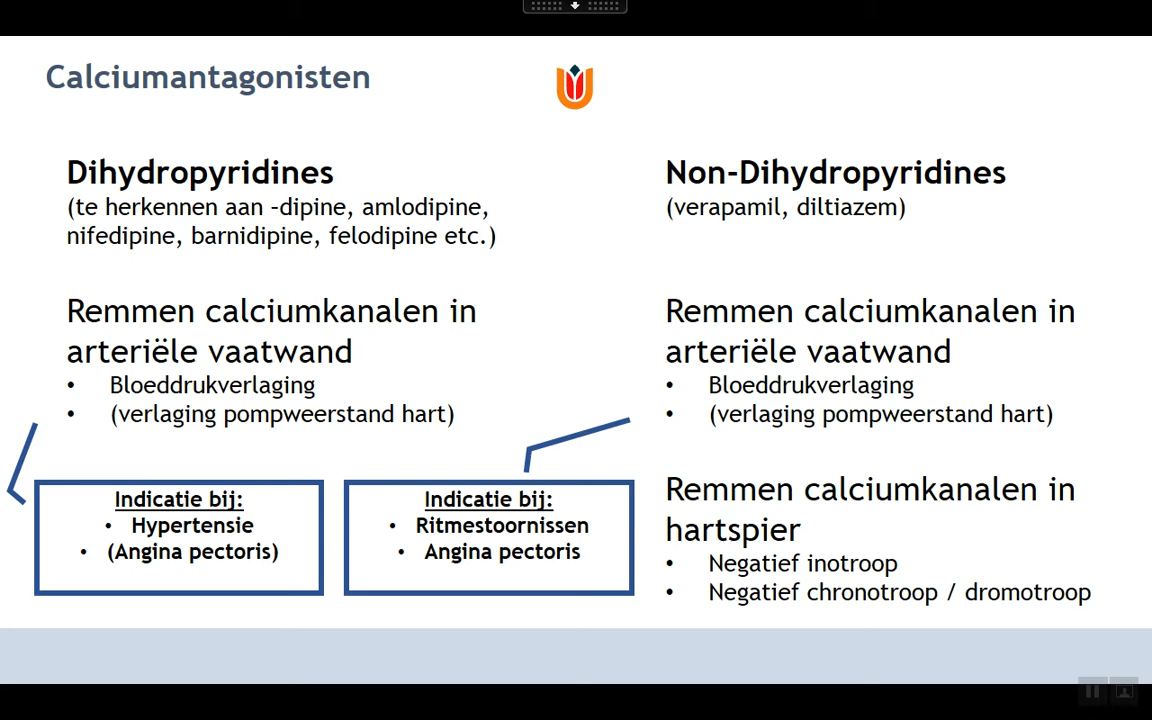 Calciumantagonisten
Dihydropyridines
(te herkennen aan –dipine, amlodipine,
nifedipine, barnidipine, felodipine etc.)
Remmen calciumkanalen in
arteriële vaatwand
• Bloeddrukverlaging
• (verlaging pompweerstand hart)
Indicatie bij:
• Hypertensie
• (Angina pectoris)
Indicatie bij:
• Ritmestoornissen
• Angina pectoris
Non-Dihydropyridines
(verapamil, diltiazem)
Remmen calciumkanalen in
arteriële vaatwand
• Bloeddrukverlaging
• (verlaging pompweerstand hart)
Remmen calciumkanalen in
hartspier
• Negatief inotroop
• Negatief chronotroop / dromotroop